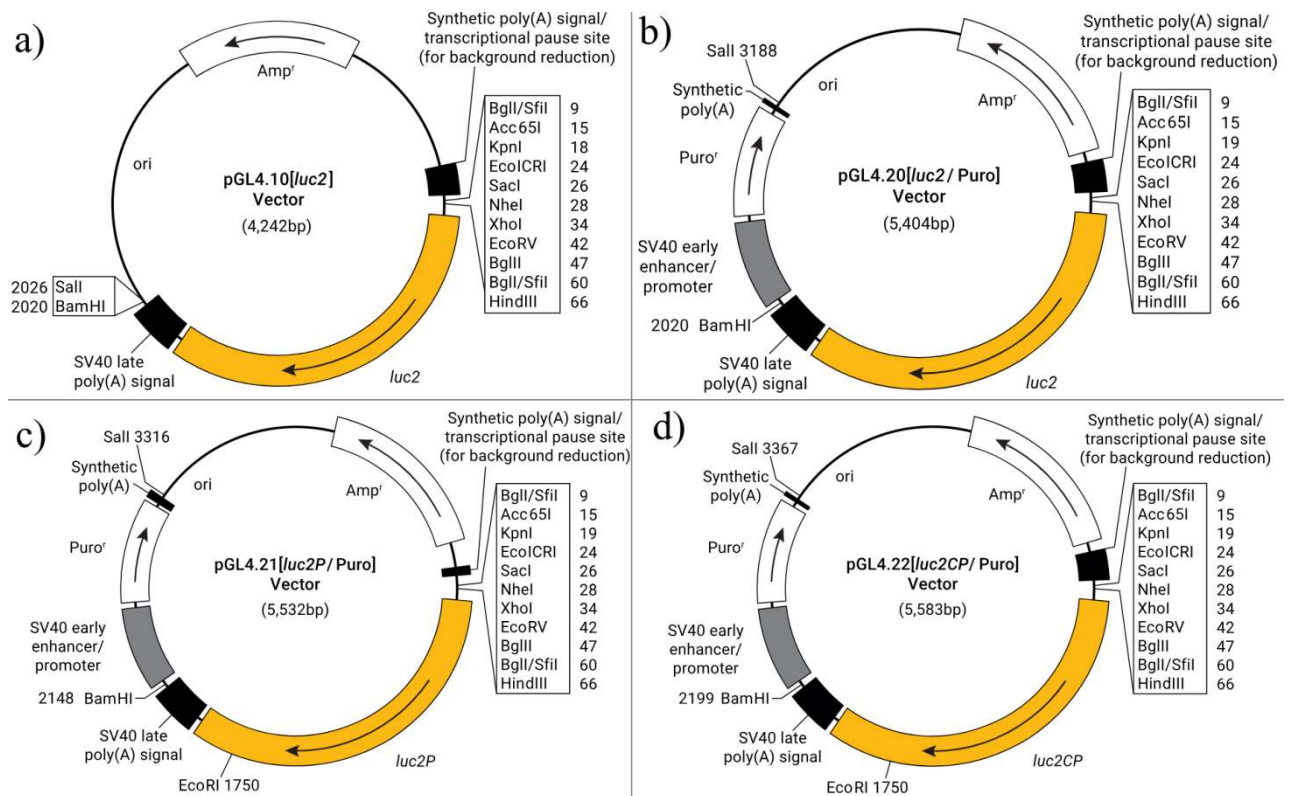 a)
Synthetic poly(A) signal/
transcriptional pause site
(for background reduction)
Ampʳ
BglI/SfiI 9
Acc65I 15
KpnI 18
EcoICRI 24
SacI 26
NheI 28
XhoI 34
EcoRV 42
BglII 47
BglI/SfiI 60
HindIII 66
ori
pGL4.10[luc2]
Vector
(4,242bp)
2026 SalI
2020 BamHI
SV40 late
poly(A) signal
luc2
b)
Synthetic poly(A) signal/
transcriptional pause site
(for background reduction)
SalI 3188
Synthetic
poly(A)
ori
Ampʳ
BglI/SfiI 9
Acc65I 15
KpnI 19
EcoICRI 24
SacI 26
NheI 28
XhoI 34
EcoRV 42
BglII 47
BglI/SfiI 60
HindIII 66
Puroʳ
pGL4.20[luc2/Puro]
Vector
(5,404bp)
SV40 early
enhancer/
promoter
2020 BamHI
SV40 late
poly(A) signal
luc2
c)
Synthetic poly(A) signal/
transcriptional pause site
(for background reduction)
SalI 3316
Synthetic
poly(A)
ori
Ampʳ
BglI/SfiI 9
Acc65I 15
KpnI 19
EcoICRI 24
SacI 26
NheI 28
XhoI 34
EcoRV 42
BglII 47
BglI/SfiI 60
HindIII 66
Puroʳ
pGL4.21[luc2P/Puro]
Vector
(5,532bp)
SV40 early
enhancer/
promoter
2148 BamHI
SV40 late
poly(A) signal
luc2P
EcoRI 1750
d)
Synthetic poly(A) signal/
transcriptional pause site
(for background reduction)
SalI 3367
Synthetic
poly(A)
ori
Ampʳ
BglI/SfiI 9
Acc65I 15
KpnI 19
EcoICRI 24
SacI 26
NheI 28
XhoI 34
EcoRV 42
BglII 47
BglI/SfiI 60
HindIII 66
Puroʳ
pGL4.22[luc2CP/Puro]
Vector
(5,583bp)
SV40 early
enhancer/
promoter
2199 BamHI
SV40 late
poly(A) signal
luc2CP
EcoRI 1750